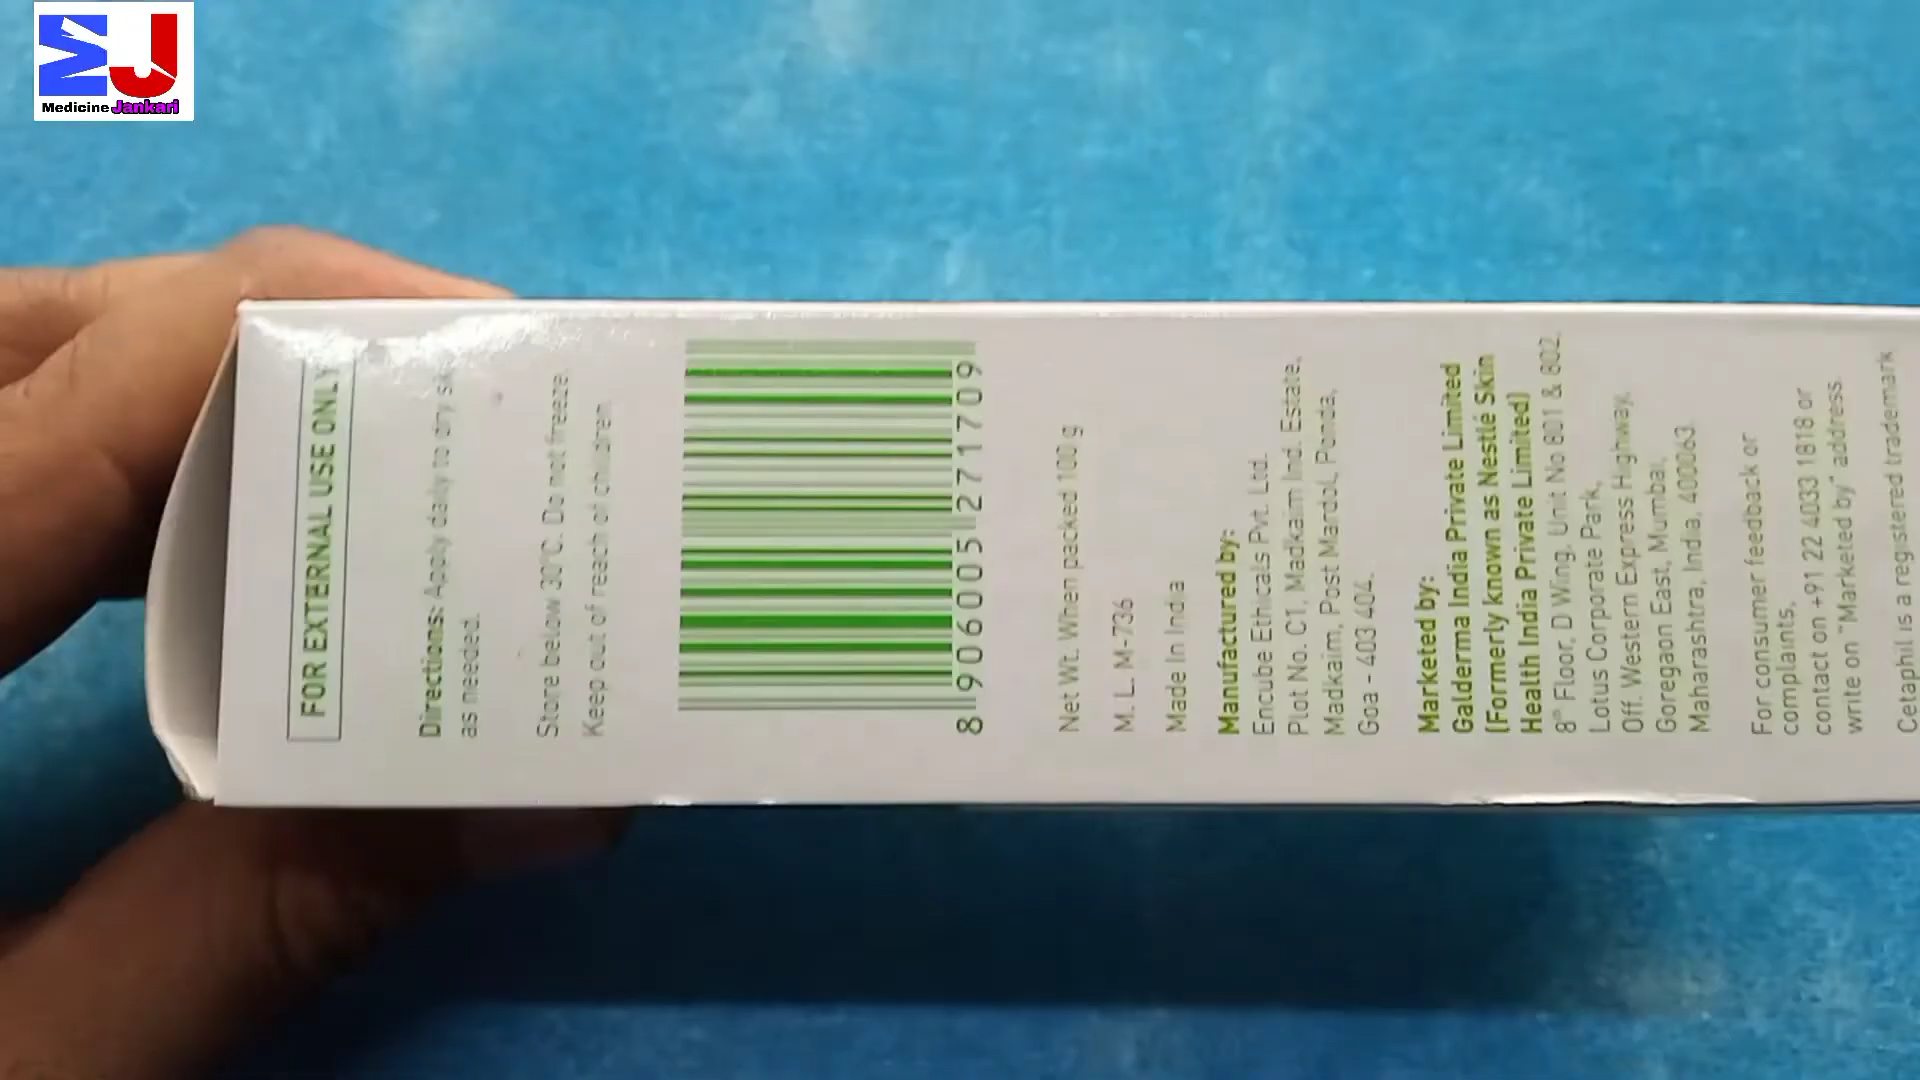 MJ
Medicine Jankari
FOR EXTERNAL USE ONLY
Directions: Apply daily to dry
as needed.
Store below 30°C. Do not freeze.
Keep out of reach of children.
8 906005 271709
Net Wt. When packed 100 g
M. L. M-736
Made In India
Manufactured by:
Encube Ethicals Pvt. Ltd.
Plot No. C1, Madkaim Ind. Estate,
Madkaim, Post Mardol, Ponda,
Goa - 403 404.
Marketed by:
Galderma India Private Limited
(Formerly known as Nestlé Skin
Health India Private Limited)
8th Floor, D Wing, Unit No 801 & 802,
Lotus Corporate Park,
Off. Western Express Highway,
Goregaon East, Mumbai,
Maharashtra, India, 400063.
For consumer feedback or
complaints,
contact on +91 22 4033 1818 or
write on "Marketed by" address.
Cetaphil is a registered trademark